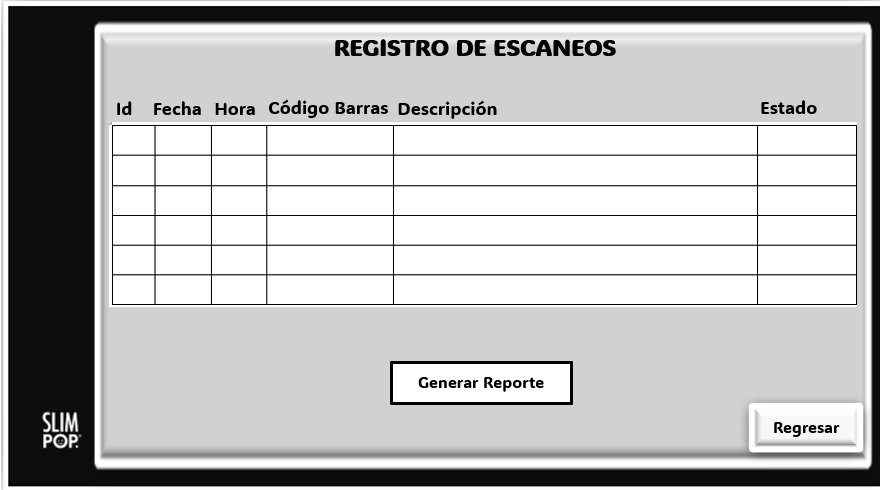 REGISTRO DE ESCANEOS
Id Fecha Hora Código Barras Descripción Estado
Generar Reporte
SLIM
POP.
Regresar